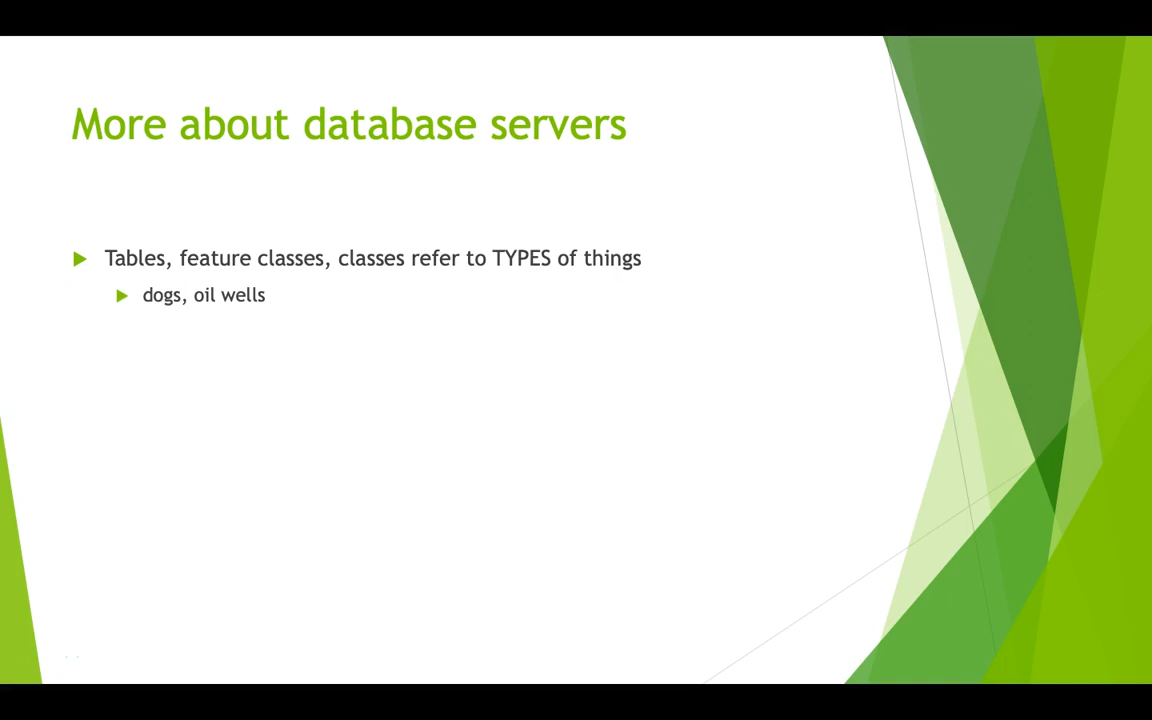 More about database servers
Tables, feature classes, classes refer to TYPES of things
dogs, oil wells